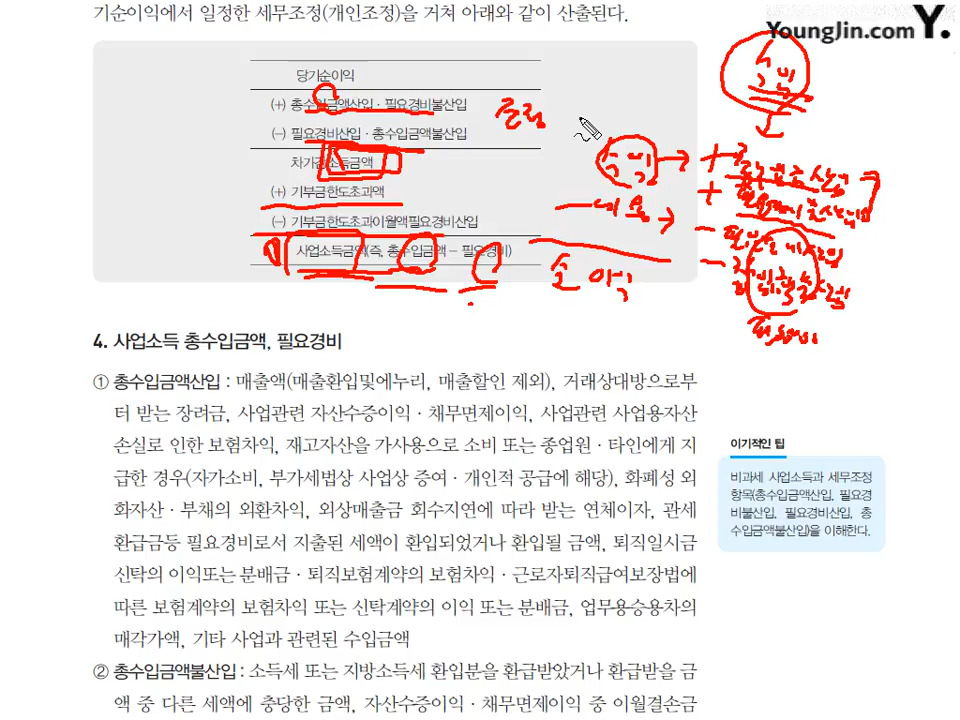 기순이익에서 일정한 세무조정(개인조정)을 거쳐 아래와 같이 산출된다.
YoungJin.com Y.
당기순이익
(+) 총수입금액산입 · 필요경비불산입
(−) 필요경비산입 · 총수입금액불산입
차가감소득금액
(+) 기부금한도초과액
(−) 기부금한도초과이월액필요경비산입
사업소득금액(즉, 총수입금액 − 필요경비)
4. 사업소득 총수입금액, 필요경비
① 총수입금액산입 : 매출액(매출환입및에누리, 매출할인 제외), 거래상대방으로부
터 받는 장려금, 사업관련 자산수증이익 · 채무면제이익, 사업관련 사업용자산
손실로 인한 보험차익, 재고자산을 가사용으로 소비 또는 종업원 · 타인에게 지
급한 경우(자가소비, 부가세법상 사업상 증여 · 개인적 공급에 해당), 화폐성 외
화자산 · 부채의 외환차익, 외상매출금 회수지연에 따라 받는 연체이자, 관세
환급금등 필요경비로서 지출된 세액이 환입되었거나 환입될 금액, 퇴직일시금
신탁의 이익또는 분배금 · 퇴직보험계약의 보험차익 · 근로자퇴직급여보장법에
따른 보험계약의 보험차익 또는 신탁계약의 이익 또는 분배금, 업무용승용차의
매각가액, 기타 사업과 관련된 수입금액
② 총수입금액불산입 : 소득세 또는 지방소득세 환입분을 환급받았거나 환급받을 금
액 중 다른 세액에 충당한 금액, 자산수증이익 · 채무면제이익 중 이월결손금
이기적인 팁
비과세 사업소득과 세무조정
항목(총수입금액산입, 필요경
비불산입, 필요경비산입, 총
수입금액불산입)을 이해한다.